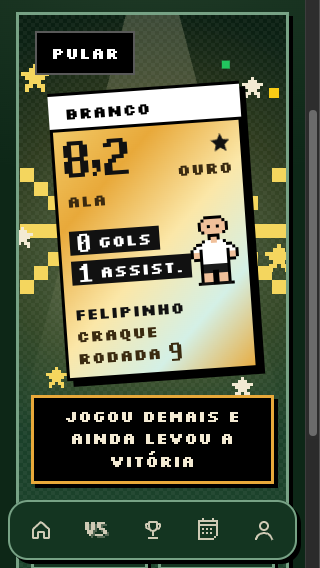 PULAR
BRANCO
8,2
OURO
ALA
0 GOLS
1 ASSIST.
FELIPINHO
CRAQUE
RODADA 9
JOGOU DEMAIS E
AINDA LEVOU A
VITÓRIA
VS